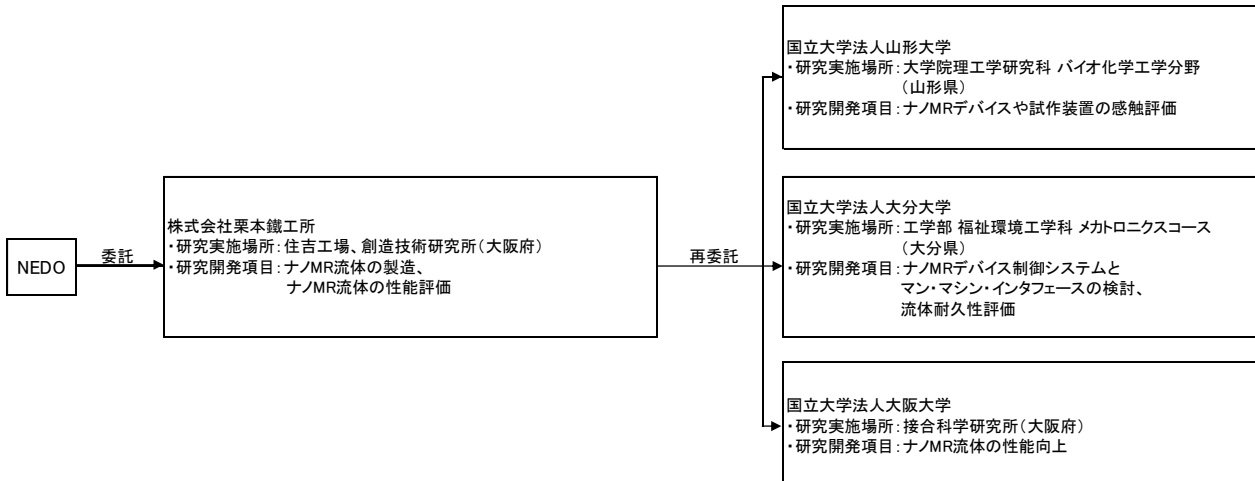 NEDO
委託
株式会社栗本鐵工所
・研究実施場所：住吉工場、創造技術研究所（大阪府）
・研究開発項目：ナノMR流体の製造、
ナノMR流体の性能評価
再委託
国立大学法人山形大学
・研究実施場所：大学院理工学研究科 バイオ化学工学分野
（山形県）
・研究開発項目：ナノMRデバイスや試作装置の感触評価
国立大学法人大分大学
・研究実施場所：工学部 福祉環境工学科 メカトロニクスコース
（大分県）
・研究開発項目：ナノMRデバイス制御システムと
マン・マシン・インタフェースの検討、
流体耐久性評価
国立大学法人大阪大学
・研究実施場所：接合科学研究所（大阪府）
・研究開発項目：ナノMR流体の性能向上